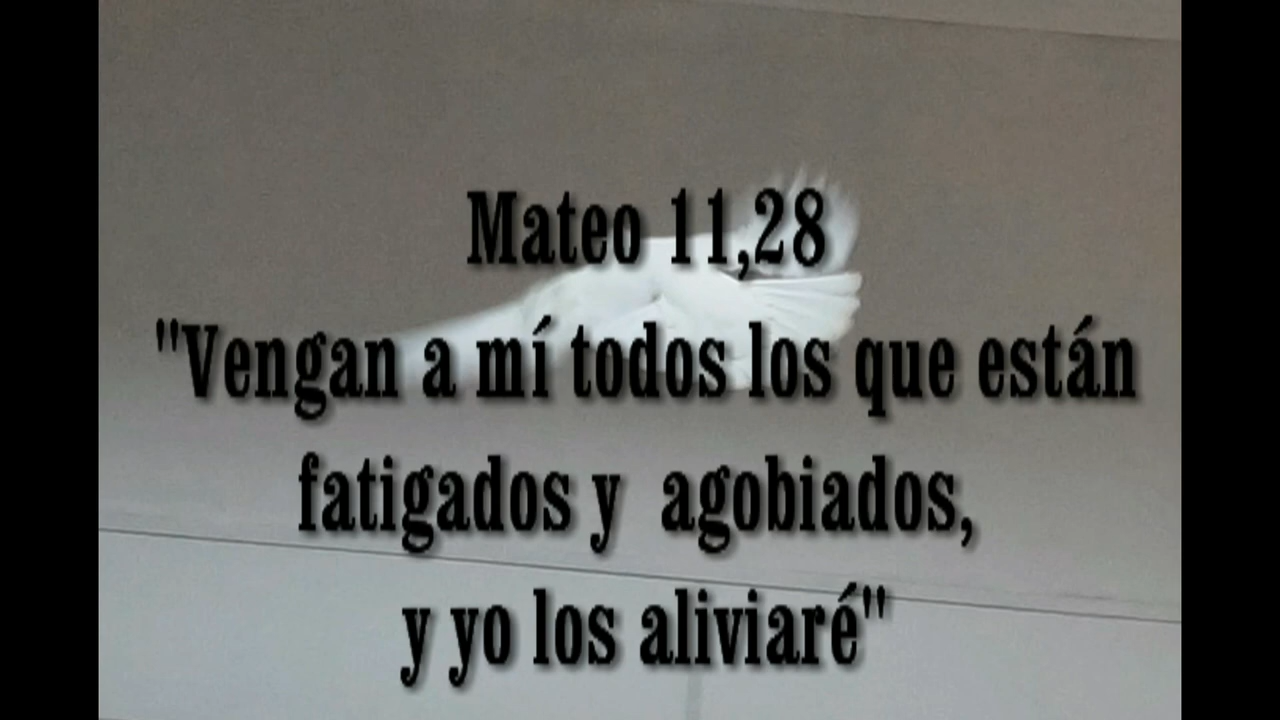 Mateo 11,28
"Vengan a mí todos los que están
fatigados y agobiados,
y yo los aliviaré"